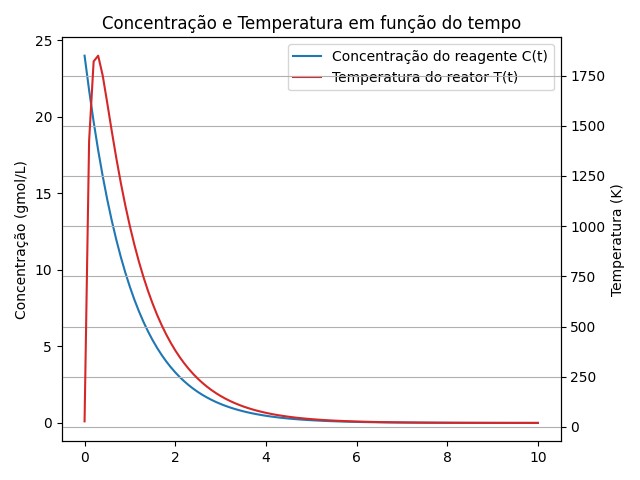 Concentração e Temperatura em função do tempo
Concentração do reagente C(t)
Temperatura do reator T(t)
Concentração (gmol/L)
25
20
15
10
5
0
Temperatura (K)
1750
1500
1250
1000
750
500
250
0
0 2 4 6 8 10